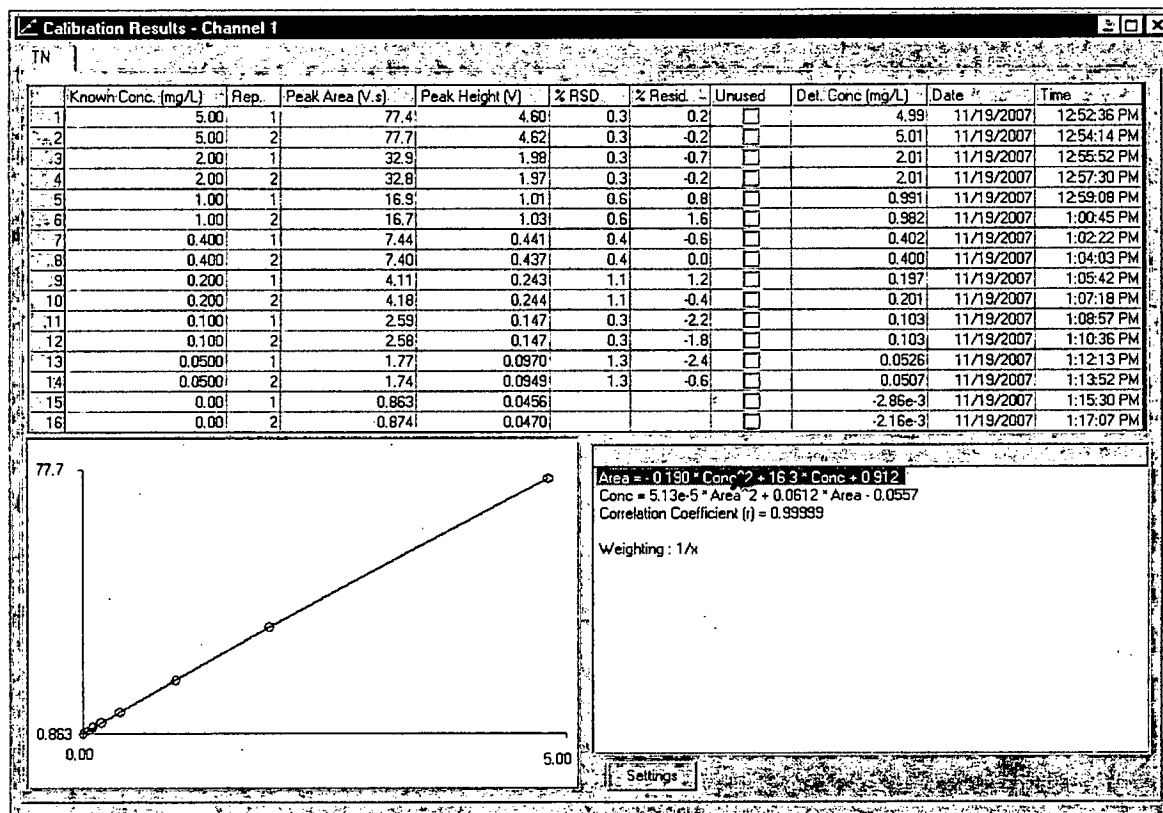 Calibration Results - Channel 1
TN
Known Conc. (mg/L) Rep. Peak Area (V.s) Peak Height (V) % RSD % Resid. Unused Det. Conc (mg/L) Date Time
1 5.00 1 77.4 4.60 0.3 0.2 4.99 11/19/2007 12:52:36 PM
2 5.00 2 77.7 4.62 0.3 -0.2 5.01 11/19/2007 12:54:14 PM
3 2.00 1 32.9 1.98 0.3 -0.7 2.01 11/19/2007 12:55:52 PM
4 2.00 2 32.8 1.97 0.3 -0.2 2.01 11/19/2007 12:57:30 PM
5 1.00 1 16.9 1.01 0.6 0.8 0.991 11/19/2007 12:59:08 PM
6 1.00 2 16.7 1.03 0.6 1.6 0.982 11/19/2007 1:00:45 PM
7 0.400 1 7.44 0.441 0.4 -0.6 0.402 11/19/2007 1:02:22 PM
8 0.400 2 7.40 0.437 0.4 0.0 0.400 11/19/2007 1:04:03 PM
9 0.200 1 4.11 0.243 1.1 1.2 0.197 11/19/2007 1:05:42 PM
10 0.200 2 4.18 0.244 1.1 -0.4 0.201 11/19/2007 1:07:18 PM
11 0.100 1 2.59 0.147 0.3 -2.2 0.103 11/19/2007 1:08:57 PM
12 0.100 2 2.58 0.147 0.3 -1.8 0.103 11/19/2007 1:10:36 PM
13 0.0500 1 1.77 0.0970 1.3 -2.4 0.0526 11/19/2007 1:12:13 PM
14 0.0500 2 1.74 0.0949 1.3 -0.6 0.0507 11/19/2007 1:13:52 PM
15 0.00 1 0.863 0.0456 -2.86e-3 11/19/2007 1:15:30 PM
16 0.00 2 0.874 0.0470 -2.16e-3 11/19/2007 1:17:07 PM
77.7
0.863
0.00
5.00
Area = - 0.190 * Conc^2 + 16.3 * Conc + 0.912
Conc = 5.13e-5 * Area^2 + 0.0612 * Area - 0.0557
Correlation Coefficient (r) = 0.99999
Weighting : 1/x
Settings